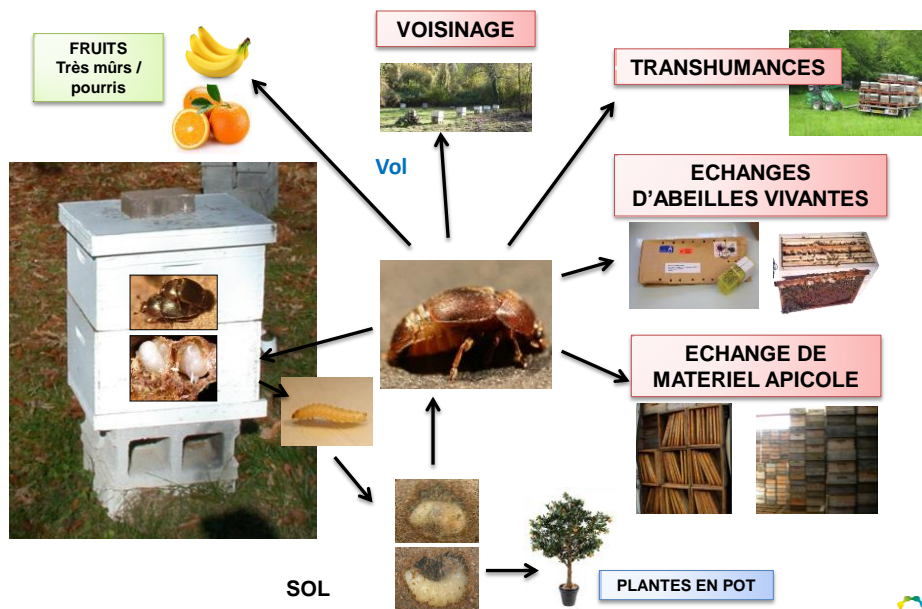 FRUITS
Très mûrs /
pourris
VOISINAGE
TRANSHUMANCES
Vol
ECHANGES
D'ABEILLES VIVANTES
ECHANGE DE
MATERIEL APICOLE
SOL
PLANTES EN POT